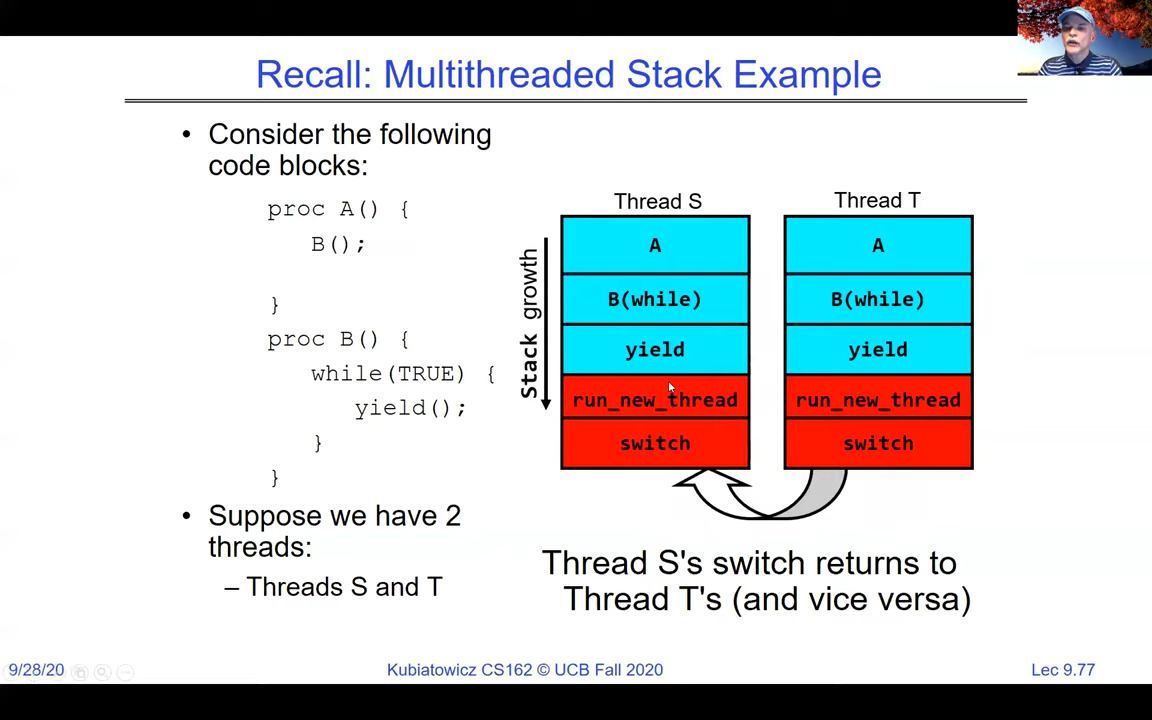 Recall: Multithreaded Stack Example
• Consider the following
code blocks:
proc A() {
B();
}
proc B() {
while(TRUE) {
yield();
}
}
• Suppose we have 2
threads:
– Threads S and T
Stack growth
Thread S
A
B(while)
yield
run_new_thread
switch
Thread T
A
B(while)
yield
run_new_thread
switch
Thread S's switch returns to
Thread T's (and vice versa)
9/28/20
Kubiatowicz CS162 © UCB Fall 2020
Lec 9.77